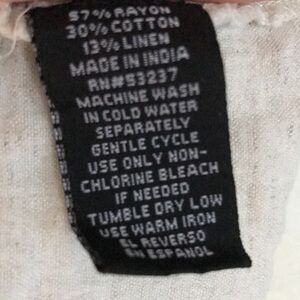 57% RAYON
30% COTTON
13% LINEN
MADE IN INDIA
RN#53237
MACHINE WASH
IN COLD WATER
SEPARATELY
GENTLE CYCLE
USE ONLY NON-
CHLORINE BLEACH
IF NEEDED
TUMBLE DRY LOW
USE WARM IRON
EL REVERSO
EN ESPANOL